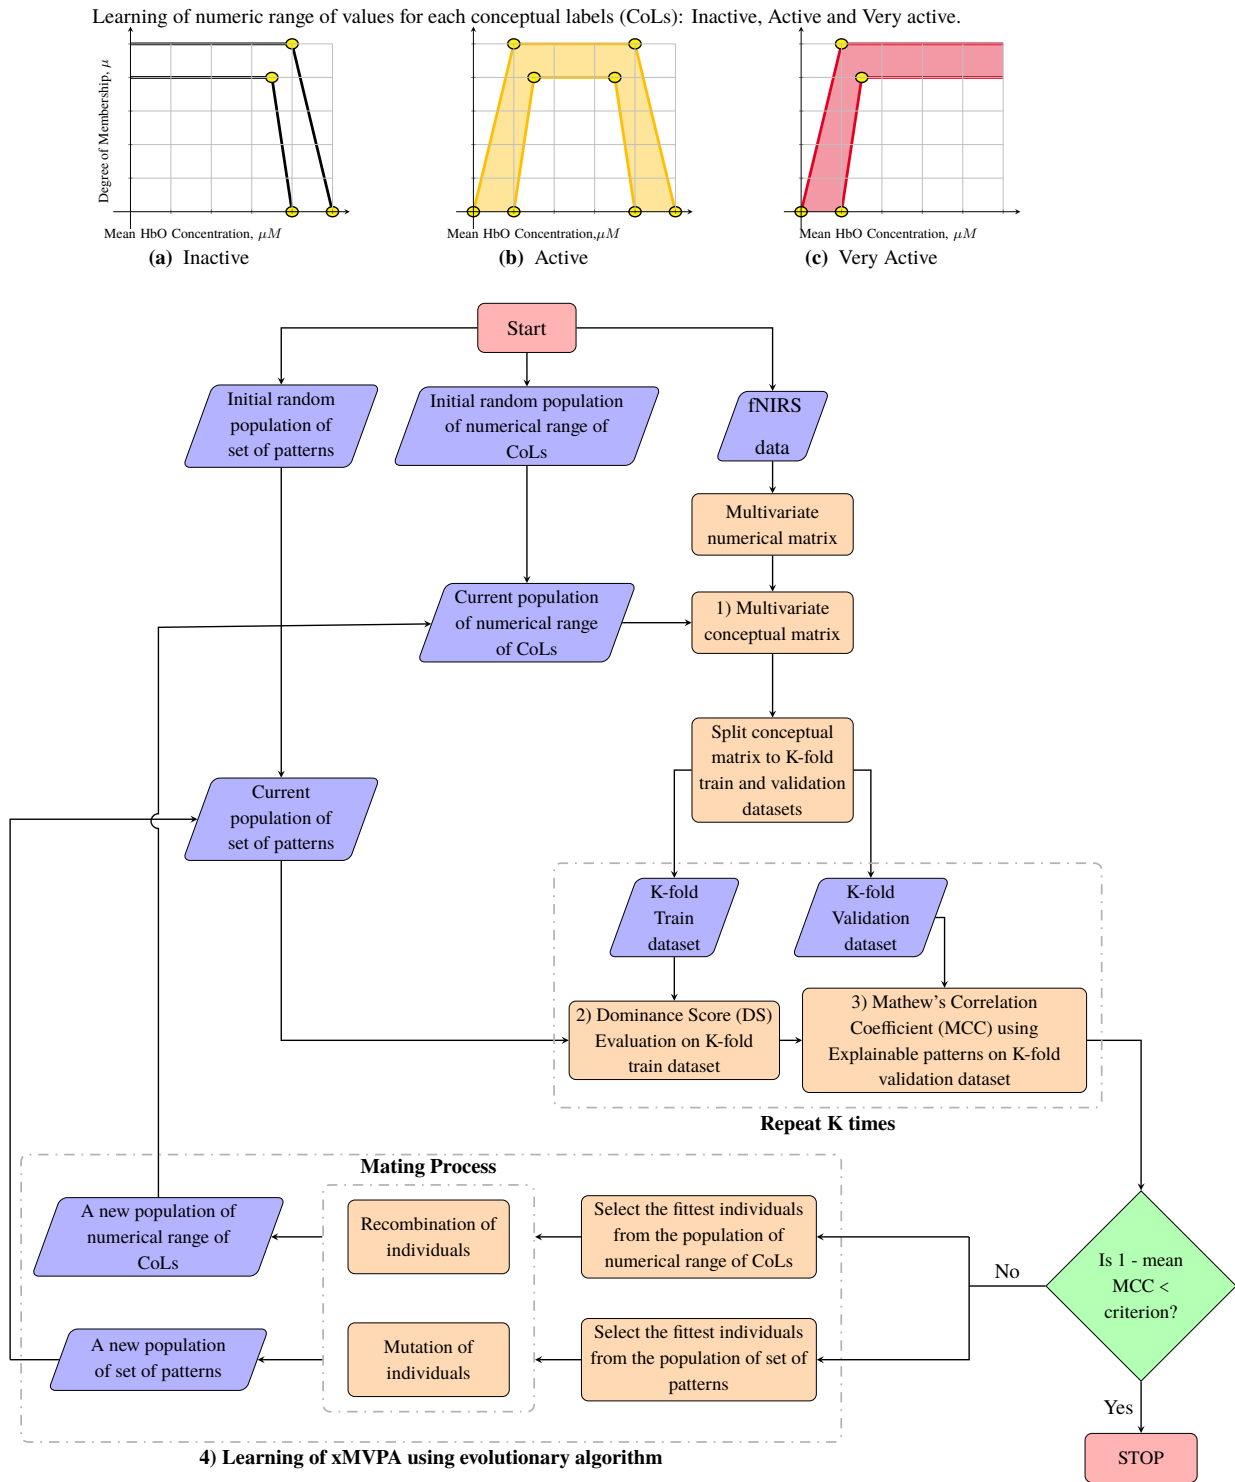 Learning of numeric range of values for each conceptual labels (CoLs): Inactive, Active and Very active.
Degree of Membership, μ
Mean HbO Concentration, μM
(a) Inactive
Mean HbO Concentration,μM
(b) Active
Mean HbO Concentration, μM
(c) Very Active
Start
Initial random
population of
set of patterns
Initial random population
of numerical range of
CoLs
fNIRS
data
Multivariate
numerical matrix
Current population
of numerical range
of CoLs
1) Multivariate
conceptual matrix
Split conceptual
matrix to K-fold
train and validation
datasets
Current
population of
set of patterns
K-fold
Train
dataset
K-fold
Validation
dataset
2) Dominance Score (DS)
Evaluation on K-fold
train dataset
3) Mathew's Correlation
Coefficient (MCC) using
Explainable patterns on K-fold
validation dataset
Repeat K times
Mating Process
A new population of
numerical range of
CoLs
Recombination of
individuals
Select the fittest individuals
from the population of
numerical range of CoLs
No
Is 1 - mean
MCC <
criterion?
A new population
of set of patterns
Mutation of
individuals
Select the fittest individuals
from the population of set of
patterns
Yes
4) Learning of xMVPA using evolutionary algorithm
STOP